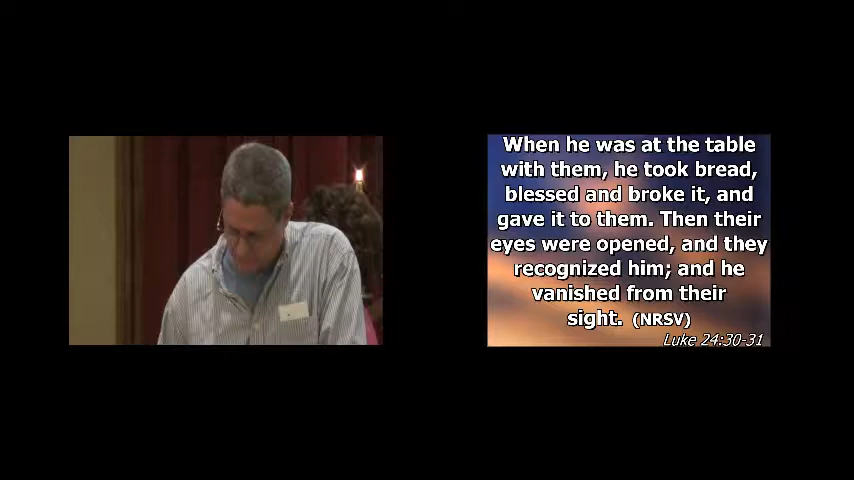 When he was at the table
with them, he took bread,
blessed and broke it, and
gave it to them. Then their
eyes were opened, and they
recognized him; and he
vanished from their
sight. (NRSV)
Luke 24:30-31